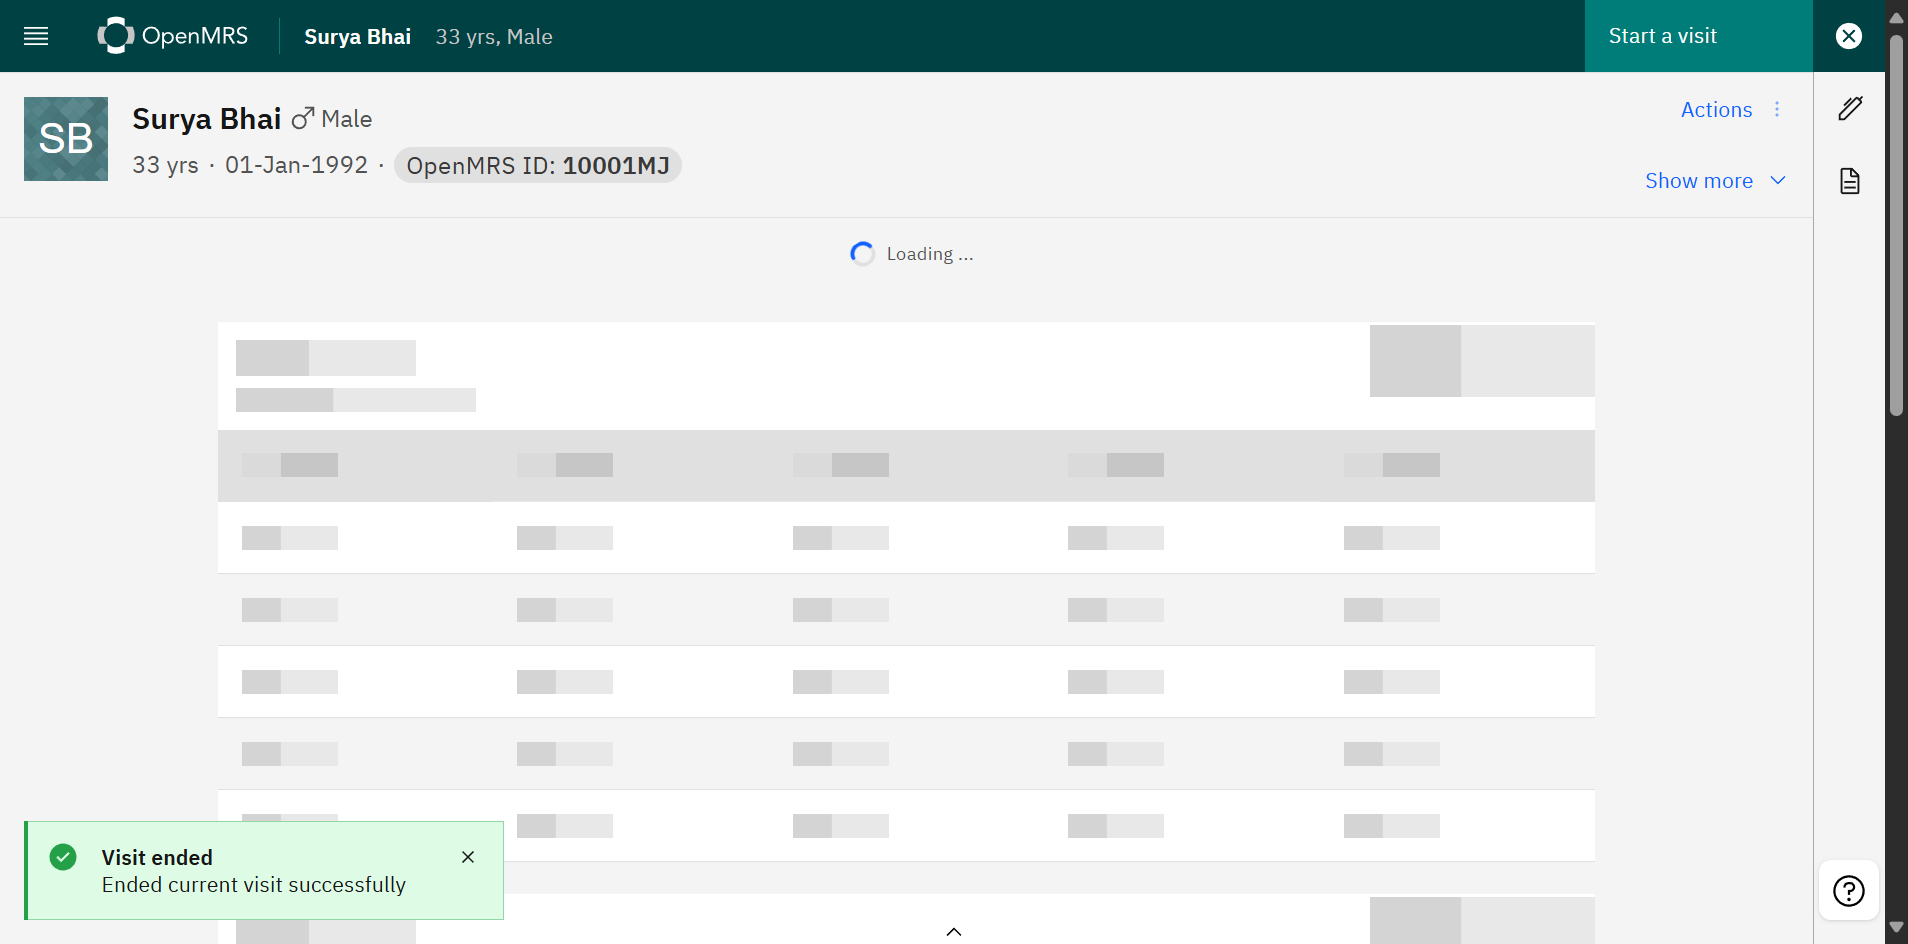 OpenMRS
Surya Bhai 33 yrs, Male
Start a visit
SB
Surya Bhai Male
33 yrs · 01-Jan-1992 · OpenMRS ID: 10001MJ
Actions
Show more
Loading ...
Visit ended
Ended current visit successfully